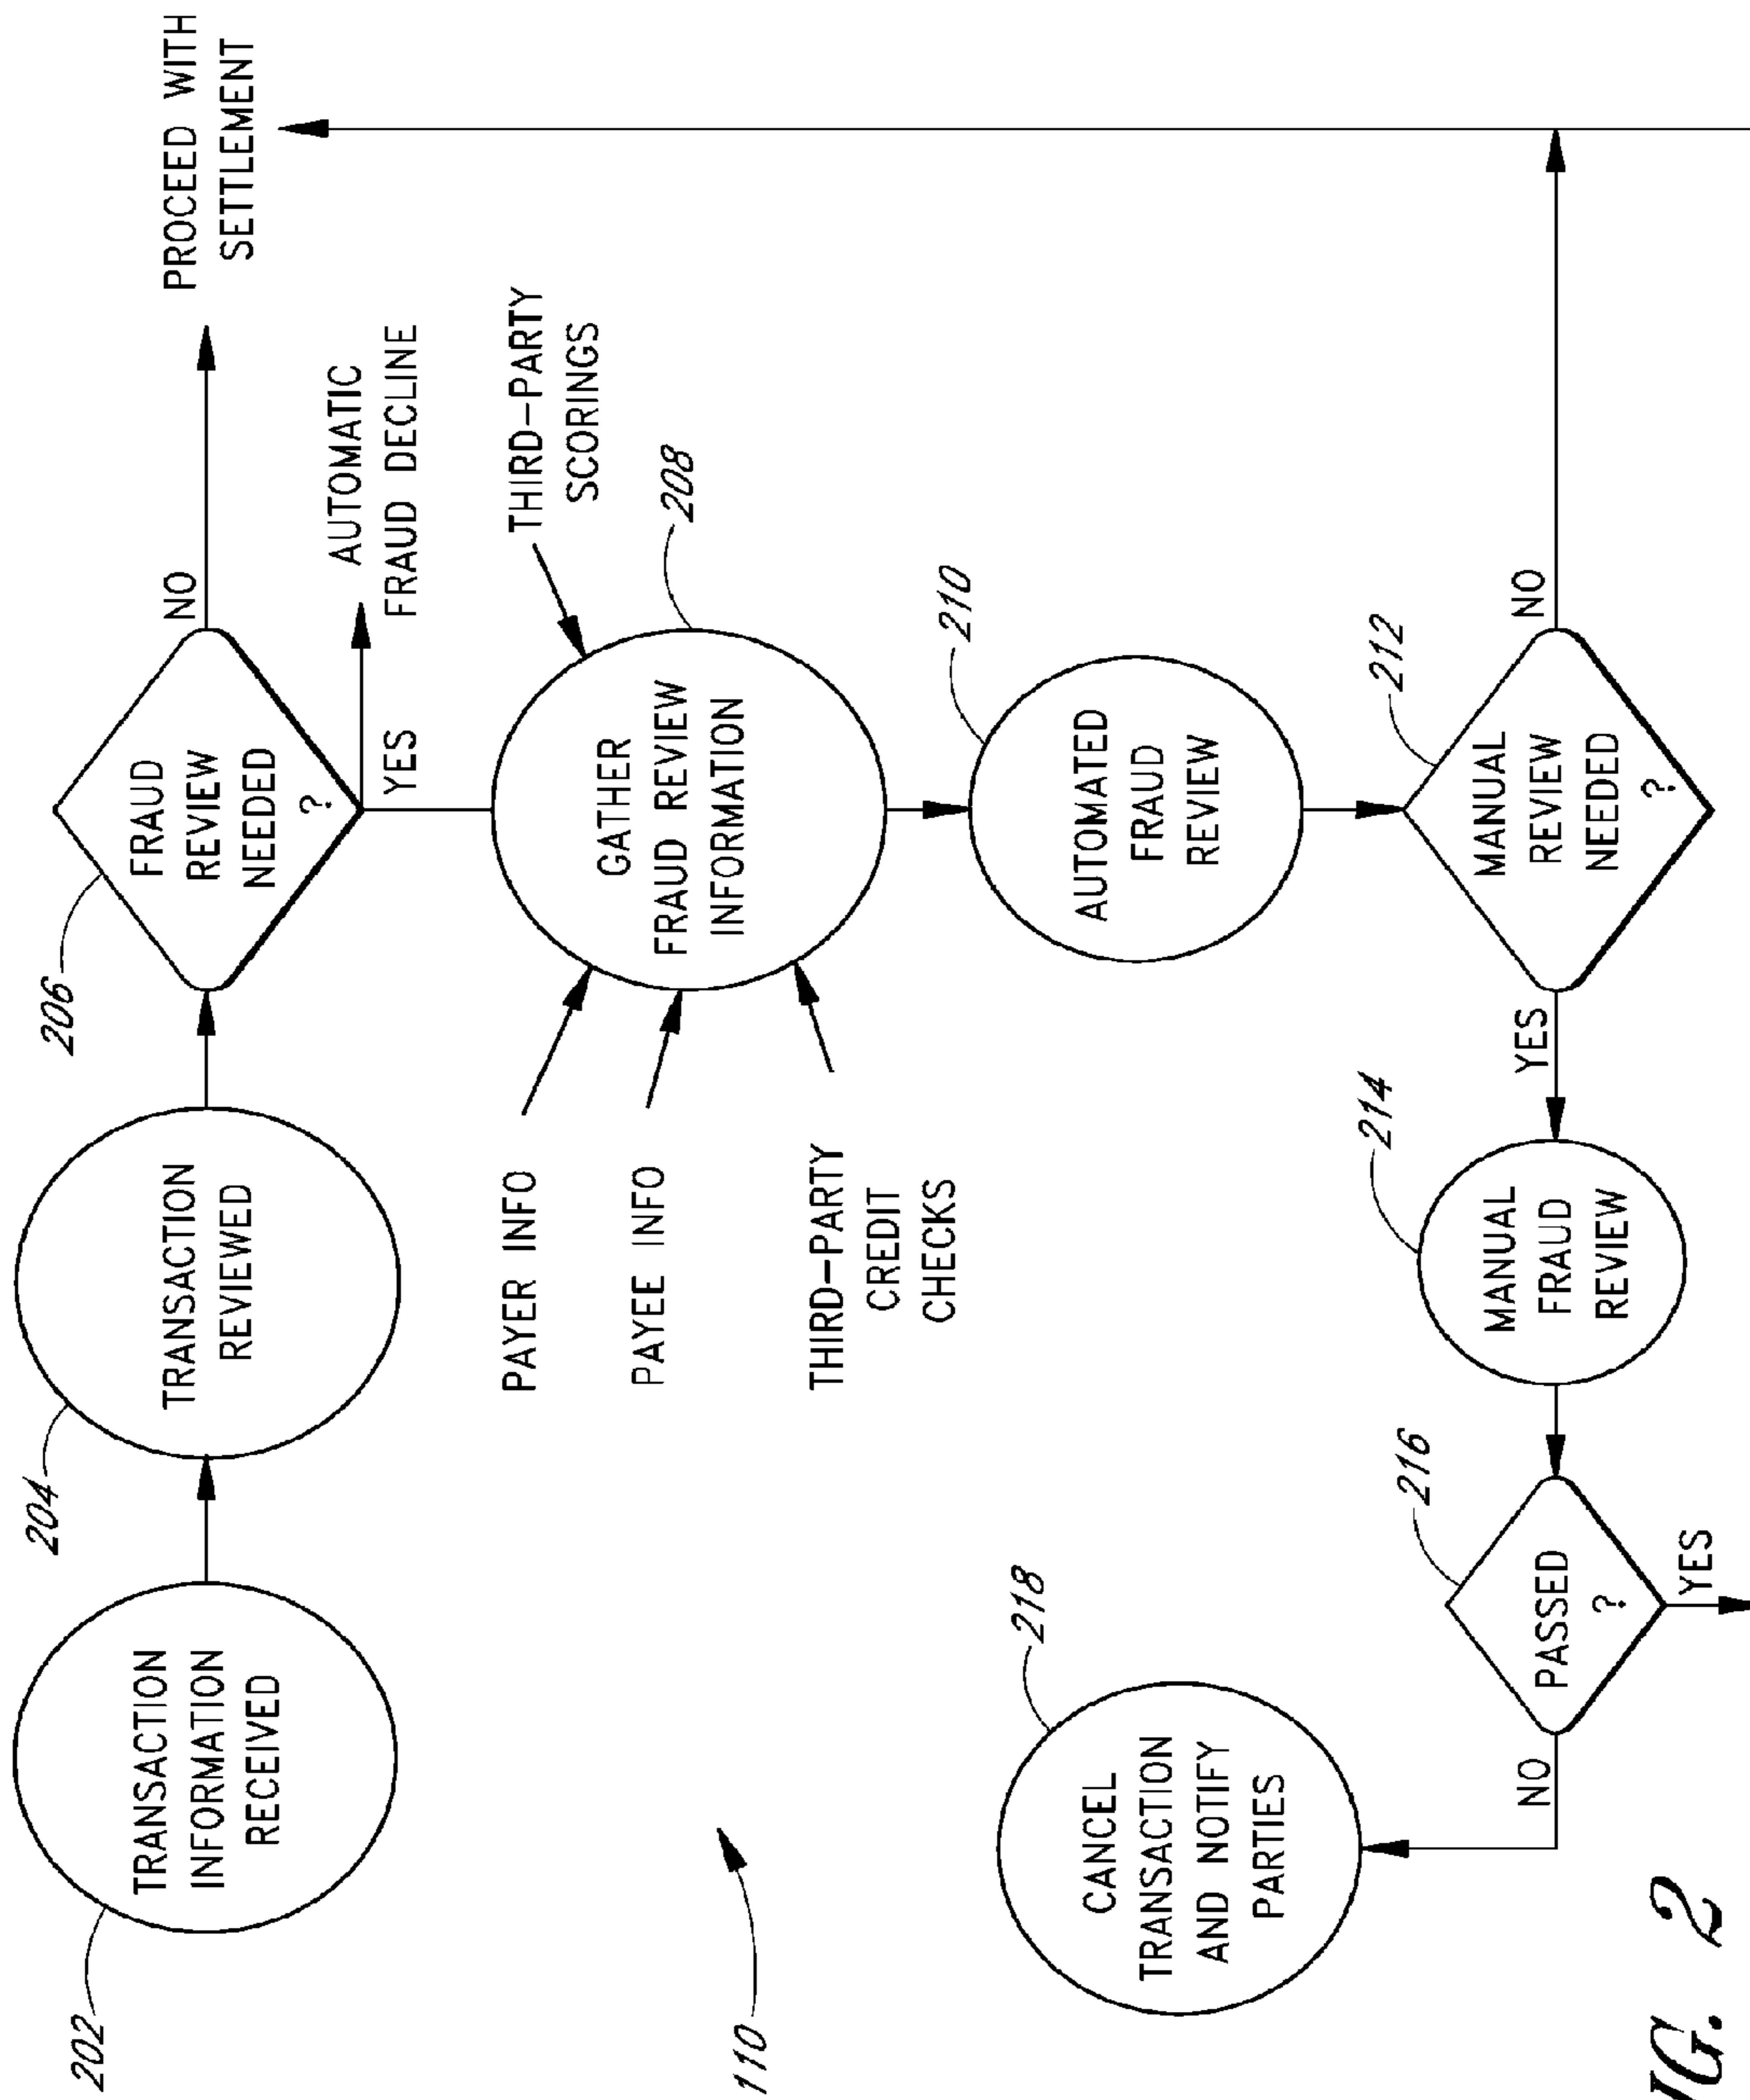 202
TRANSACTION
INFORMATION
RECEIVED
204
TRANSACTION
REVIEWED
206
FRAUD
REVIEW
NEEDED
?
NO
PROCEED WITH
SETTLEMENT
YES
AUTOMATIC
FRAUD DECLINE
PAYER INFO
PAYEE INFO
THIRD-PARTY
CREDIT
CHECKS
THIRD-PARTY
SCORINGS
208
GATHER
FRAUD REVIEW
INFORMATION
210
AUTOMATED
FRAUD
REVIEW
212
MANUAL
REVIEW
NEEDED
?
NO
YES
214
MANUAL
FRAUD
REVIEW
216
PASSED
?
YES
NO
218
CANCEL
TRANSACTION
AND NOTIFY
PARTIES
110
IG. 2